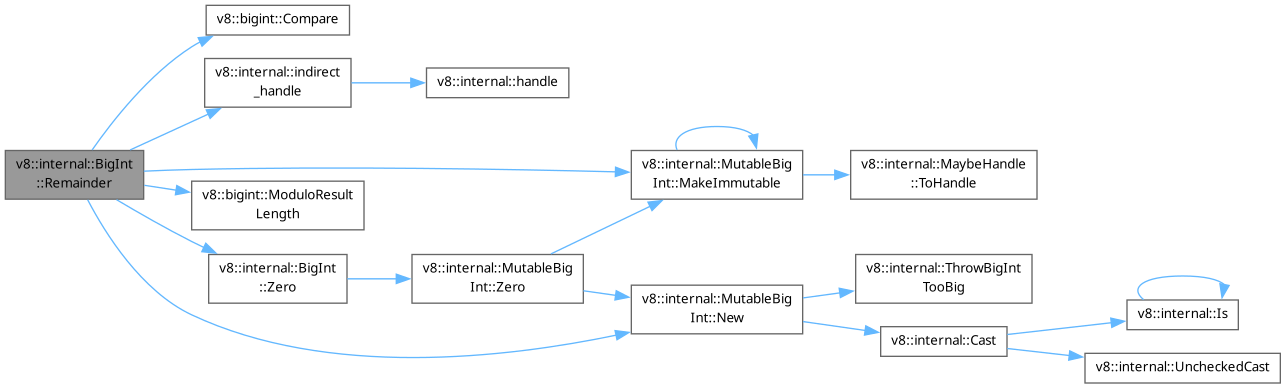 v8::bigint::Compare
v8::internal::indirect
_handle
v8::internal::handle
v8::internal::BigInt
::Remainder
v8::internal::MutableBig
Int::MakeImmutable
v8::internal::MaybeHandle
::ToHandle
v8::bigint::ModuloResult
Length
v8::internal::BigInt
::Zero
v8::internal::MutableBig
Int::Zero
v8::internal::MutableBig
Int::New
v8::internal::ThrowBigInt
TooBig
v8::internal::Cast
v8::internal::Is
v8::internal::UncheckedCast